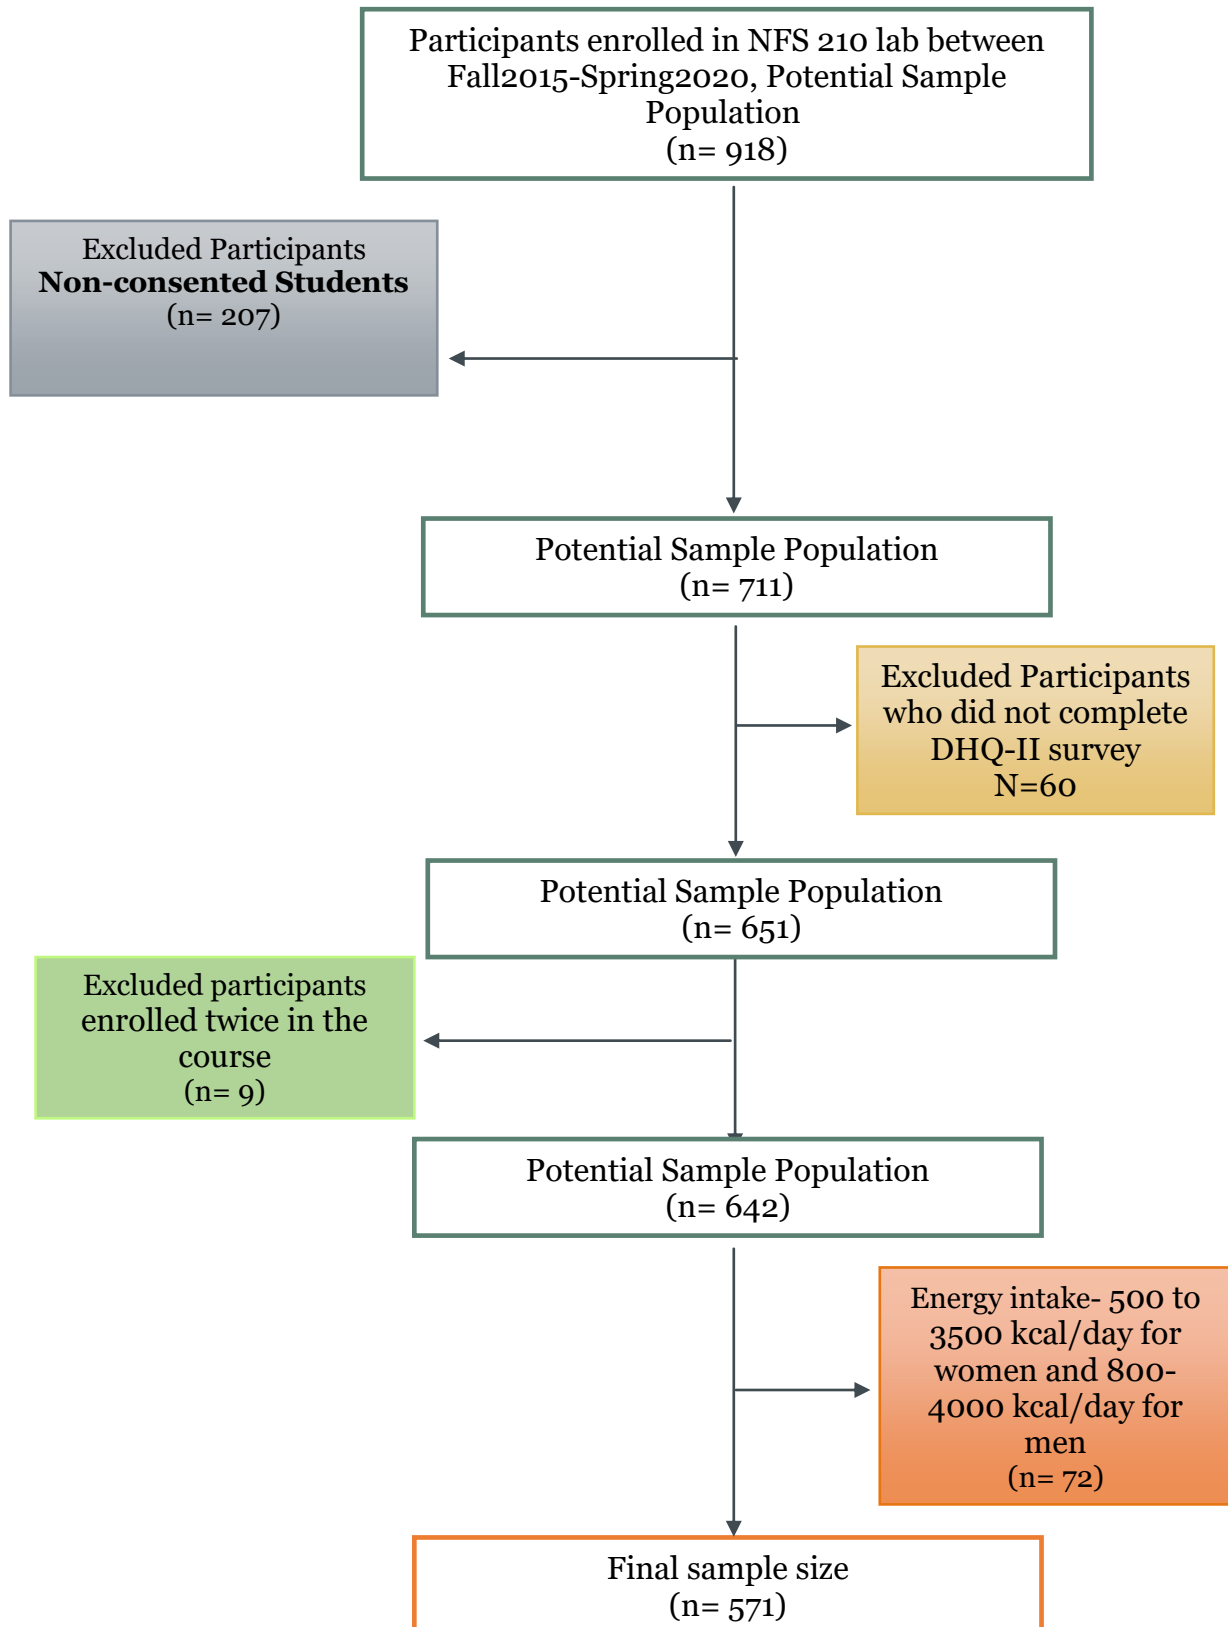 Participants enrolled in NFS 210 lab between
Fall2015-Spring2020, Potential Sample
Population
(n= 918)
Excluded Participants
Non-consented Students
(n= 207)
Potential Sample Population
(n= 711)
Excluded Participants
who did not complete
DHQ-II survey
N=60
Potential Sample Population
(n= 651)
Excluded participants
enrolled twice in the
course
(n= 9)
Potential Sample Population
(n= 642)
Energy intake- 500 to
3500 kcal/day for
women and 800-
4000 kcal/day for
men
(n= 72)
Final sample size
(n= 571)